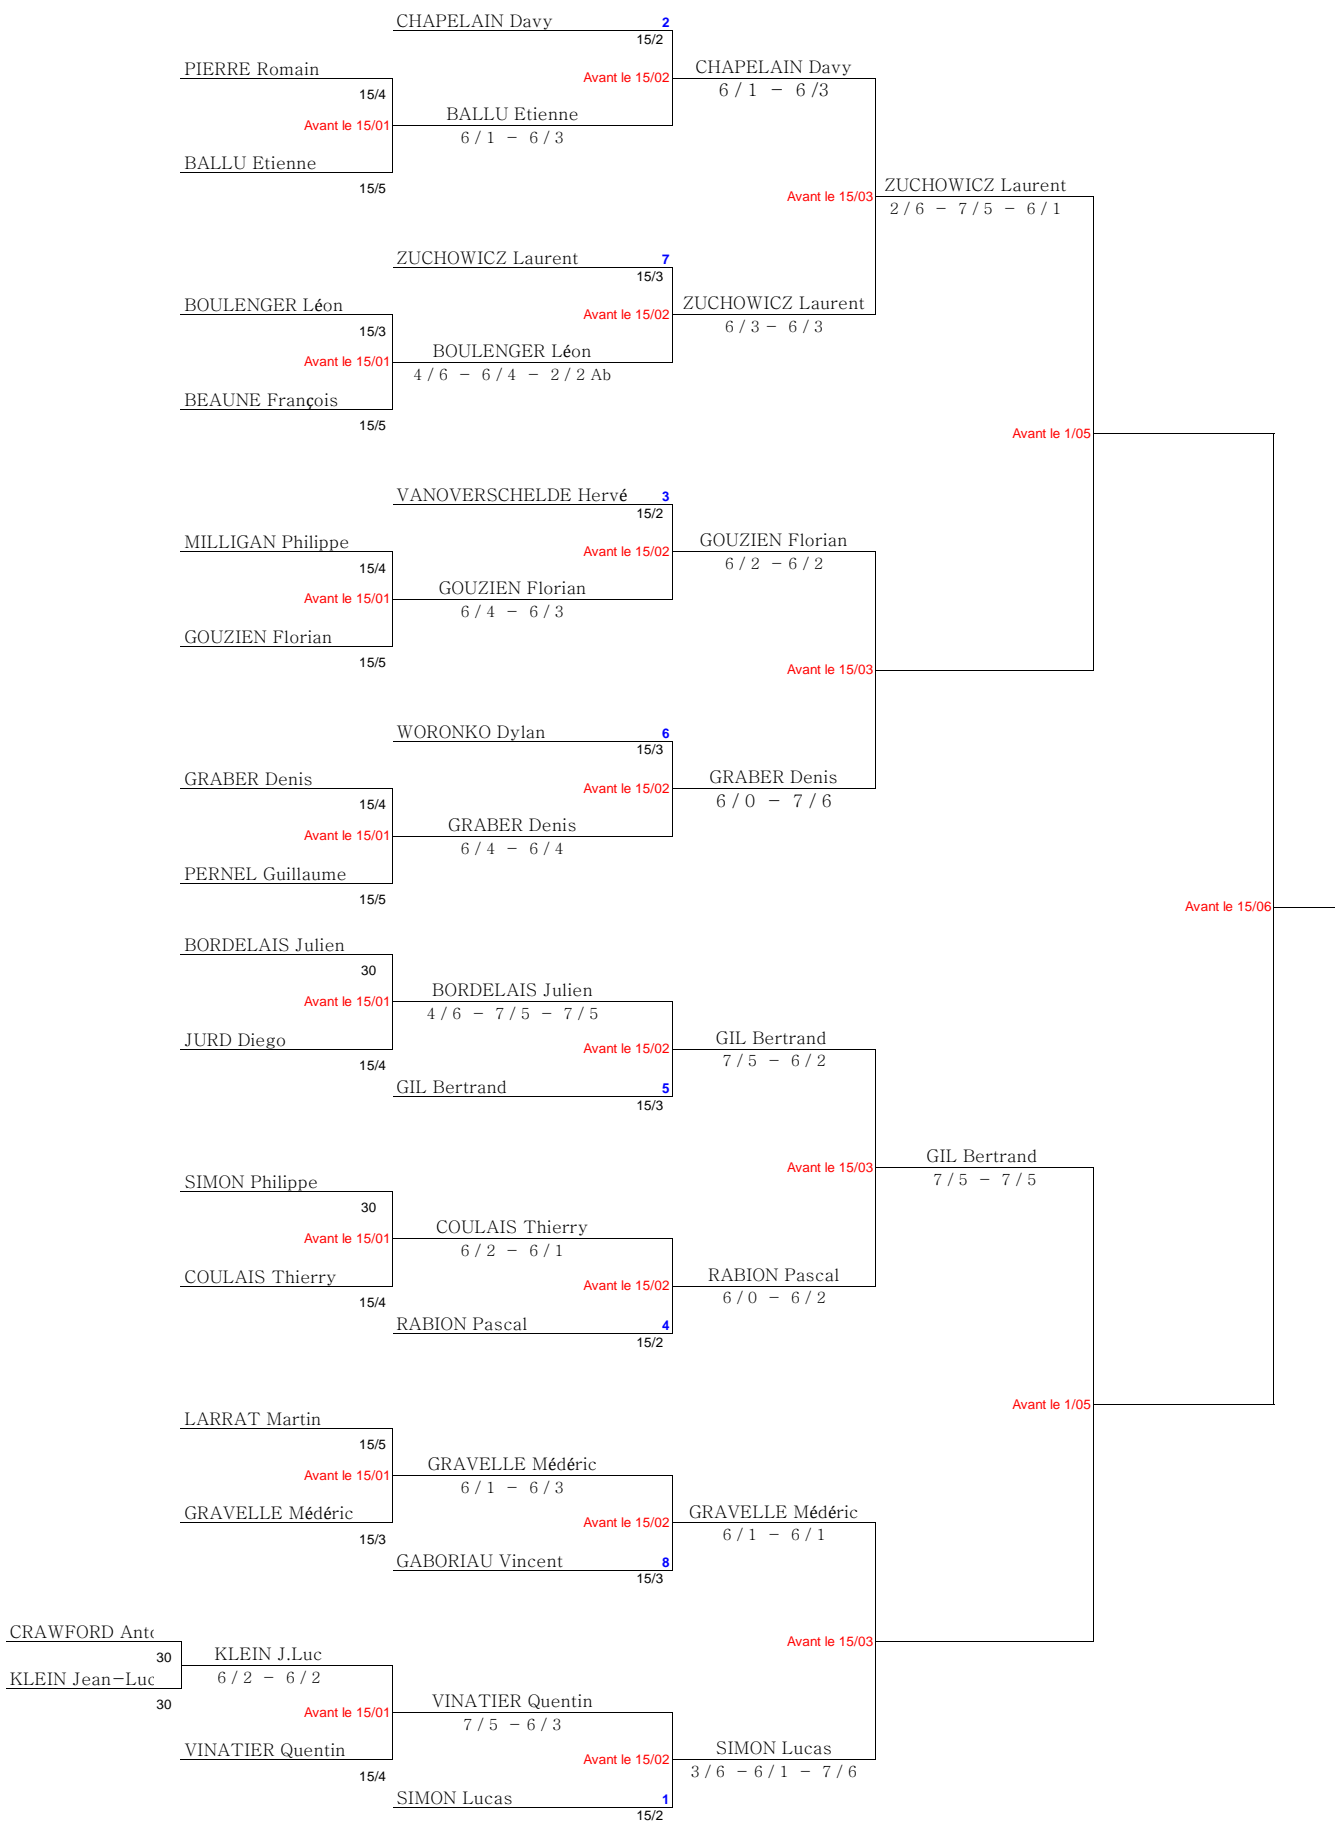 CHAPELAIN Davy 2
15/2
PIERRE Romain
15/4
Avant le 15/02
CHAPELAIN Davy
6/1 - 6/3
Avant le 15/01
BALLU Etienne
6/1 - 6/3
BALLU Etienne
15/5
Avant le 15/03
ZUCHOWICZ Laurent
2/6 - 7/5 - 6/1
ZUCHOWICZ Laurent 7
15/3
BOULENGER Léon
15/3
Avant le 15/02
ZUCHOWICZ Laurent
6/3 - 6/3
Avant le 15/01
BOULENGER Léon
4/6 - 6/4 - 2/2 Ab
BEAUNE François
15/5
Avant le 1/05
VANOVERSCHELDE Hervé 3
15/2
MILLIGAN Philippe
15/4
Avant le 15/02
GOUZIEN Florian
6/2 - 6/2
Avant le 15/01
GOUZIEN Florian
6/4 - 6/3
GOUZIEN Florian
15/5
Avant le 15/03
WORONKO Dylan 6
15/3
GRABER Denis
15/4
Avant le 15/02
GRABER Denis
6/0 - 7/6
Avant le 15/01
GRABER Denis
6/4 - 6/4
PERNEL Guillaume
15/5
Avant le 15/06
BORDELAIS Julien
30
Avant le 15/01
BORDELAIS Julien
4/6 - 7/5 - 7/5
JURD Diego
15/4
Avant le 15/02
GIL Bertrand
7/5 - 6/2
GIL Bertrand 5
15/3
Avant le 15/03
GIL Bertrand
7/5 - 7/5
SIMON Philippe
30
Avant le 15/01
COULAIS Thierry
6/2 - 6/1
COULAIS Thierry
15/4
Avant le 15/02
RABION Pascal
6/0 - 6/2
RABION Pascal 4
15/2
Avant le 1/05
LARRAT Martin
15/5
Avant le 15/01
GRAVELLE Médéric
6/1 - 6/3
GRAVELLE Médéric
15/3
Avant le 15/02
GRAVELLE Médéric
6/1 - 6/1
GABORIAU Vincent 8
15/3
Avant le 15/03
CRAWFORD Anto
30
KLEIN J.Luc
6/2 - 6/2
KLEIN Jean-Luc
30
Avant le 15/01
VINATIER Quentin
7/5 - 6/3
VINATIER Quentin
15/4
Avant le 15/02
SIMON Lucas
3/6 - 6/1 - 7/6
SIMON Lucas 1
15/2